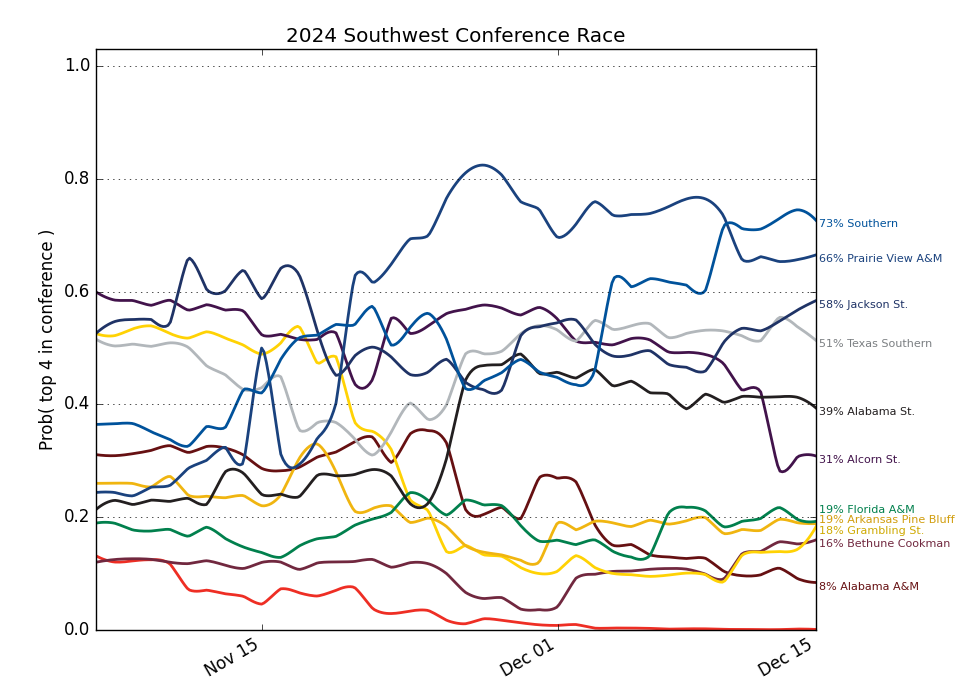 2024 Southwest Conference Race
Prob( top 4 in conference )
1.0
0.8
0.6
0.4
0.2
0.0
Nov 15
Dec 01
Dec 15
73% Southern
66% Prairie View A&M
58% Jackson St.
51% Texas Southern
39% Alabama St.
31% Alcorn St.
19% Florida A&M
19% Arkansas Pine Bluff
18% Grambling St.
16% Bethune Cookman
8% Alabama A&M